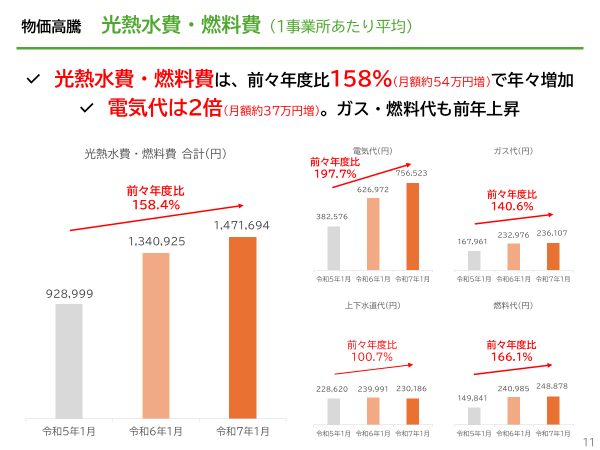 物価高騰 光熱水費・燃料費（1事業所あたり平均）
✓ 光熱水費・燃料費は、前々年度比158%（月額約54万円増）で年々増加
✓ 電気代は2倍（月額約37万円増）。ガス・燃料代も前年上昇
光熱水費・燃料費 合計(円)
前々年度比
158.4%
928,999
1,340,925
1,471,694
令和5年1月 令和6年1月 令和7年1月
電気代(円)
前々年度比
197.7%
382,576
626,972
756,523
令和5年1月 令和6年1月 令和7年1月
ガス代(円)
前々年度比
140.6%
167,961
232,976
236,107
令和5年1月 令和6年1月 令和7年1月
上下水道代(円)
前々年度比
100.7%
228,620
239,991
230,186
令和5年1月 令和6年1月 令和7年1月
燃料代(円)
前々年度比
166.1%
149,841
240,985
248,878
令和5年1月 令和6年1月 令和7年1月
11